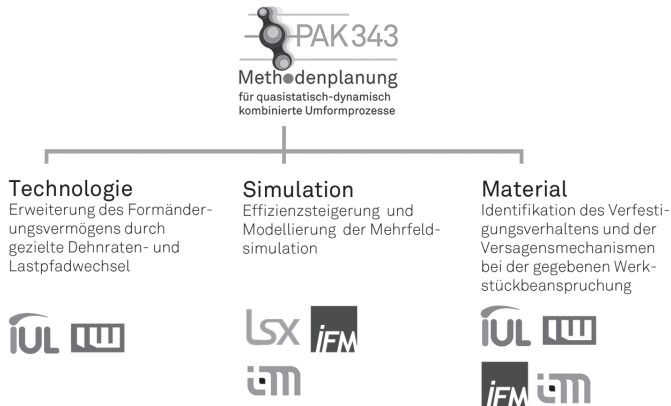 PAK343
Methodenplanung
für quasistatisch-dynamisch
kombinierte Umformprozesse
Technologie
Erweiterung des Formänder-
ungsvermögens durch
gezielte Dehnraten- und
Lastpfadwechsel
IUL
Simulation
Effizienzsteigerung und
Modellierung der Mehrfeld-
simulation
lsx iFM
Material
Identifikation des Verfesti-
gungsverhaltens und der
Versagensmechanismen
bei der gegebenen Werk-
stückbeanspruchung
IUL
iFM